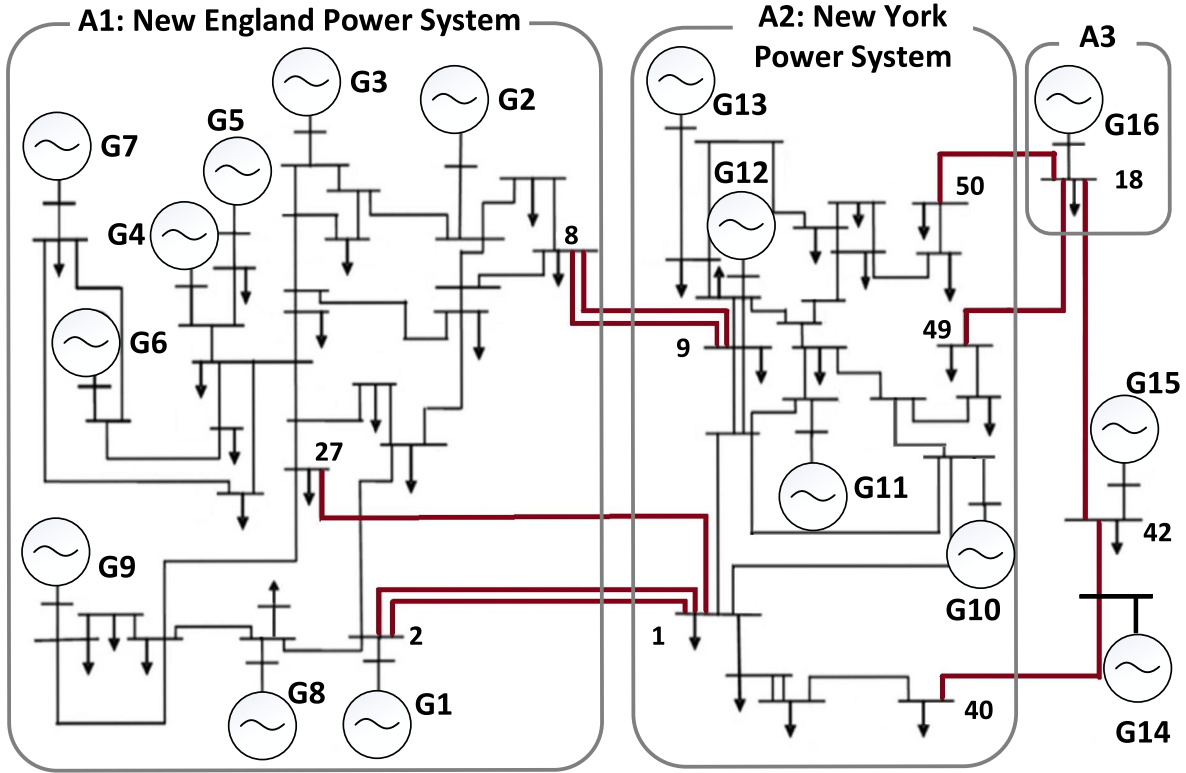 A1: New England Power System
A2: New York
Power System
A3
G3
G2
G13
G16
G7
G5
G12
18
50
G4
8
G6
49
9
G15
27
G11
42
G9
G10
1
2
G8
G1
40
G14